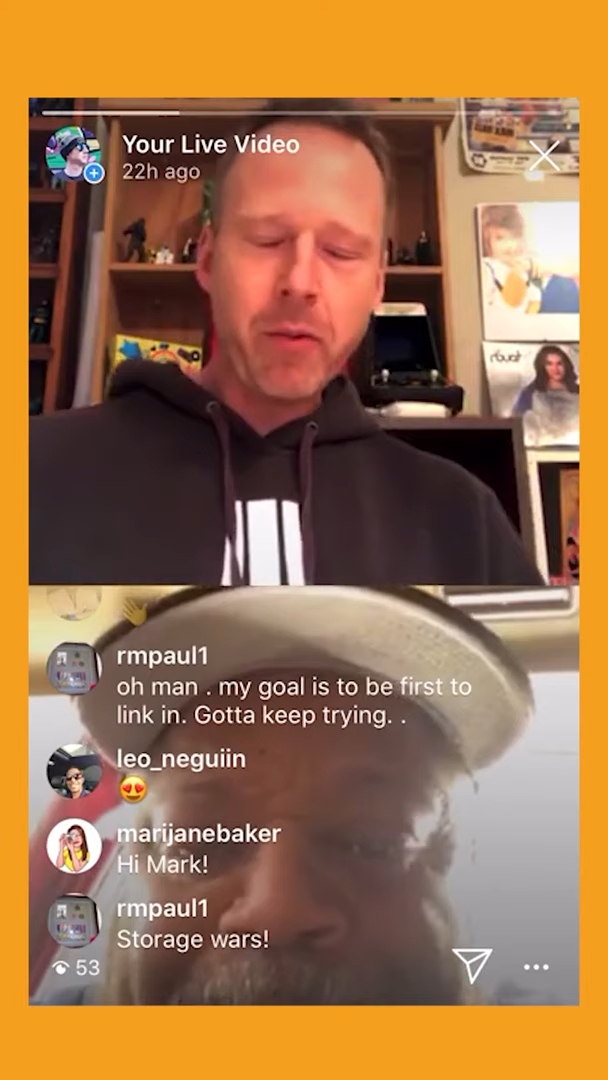 Your Live Video
22h ago
rmpaul1
oh man . my goal is to be first to
link in. Gotta keep trying. .
leo_neguiin
😍
marijanebaker
Hi Mark!
rmpaul1
Storage wars!
53